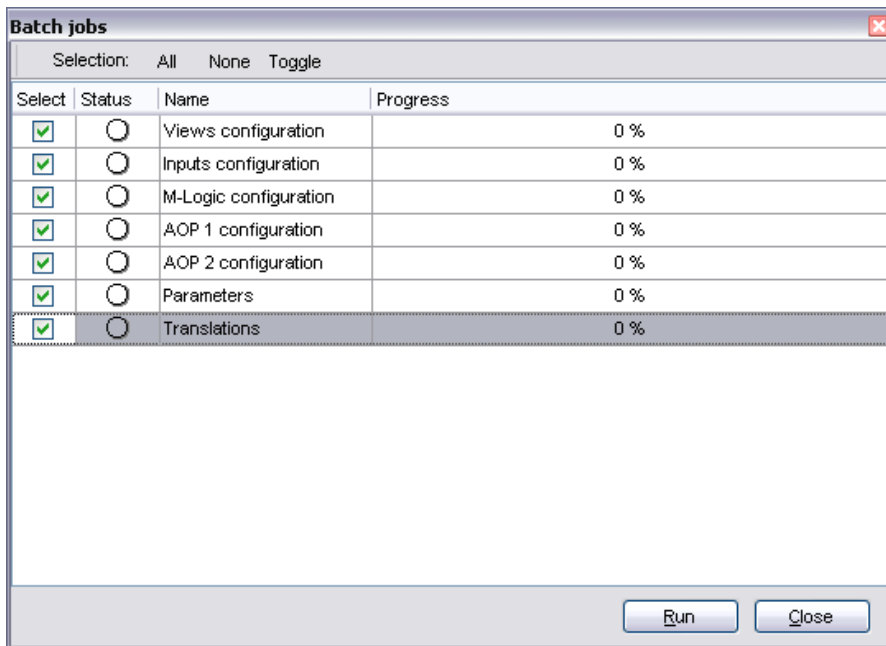 Batch jobs
Selection: All None Toggle
Select Status Name Progress
Views configuration 0 %
Inputs configuration 0 %
M-Logic configuration 0 %
AOP 1 configuration 0 %
AOP 2 configuration 0 %
Parameters 0 %
Translations 0 %
Run Close